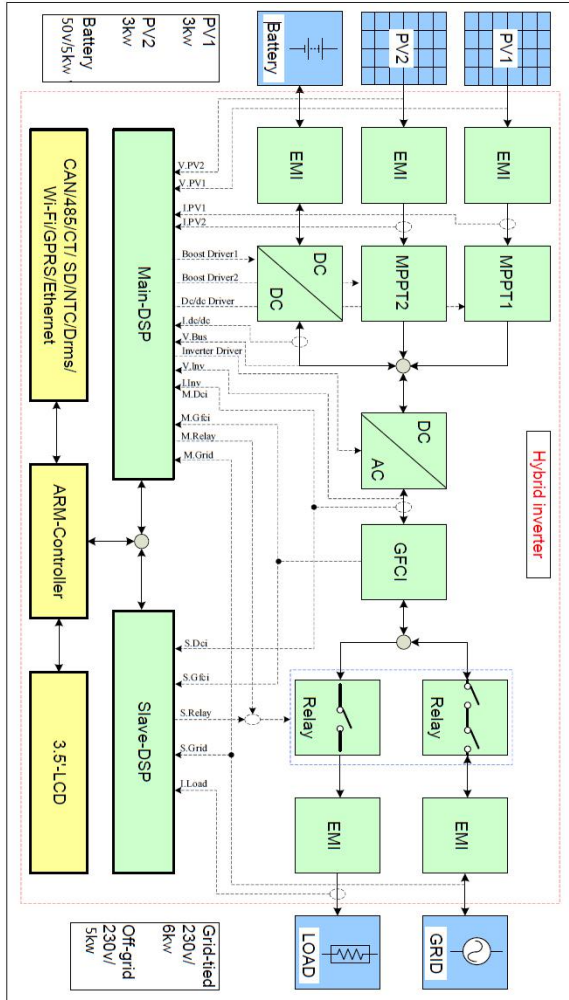 Hybrid inverter
PV1
EMI
MPPT1
Relay
EMI
GRID
PV2
EMI
MPPT2
DC
AC
GFCI
Relay
EMI
LOAD
Battery
EMI
DC
DC
V.PV2
V.PV1
I.PV1
I.PV2
Boost Driver1
Boost Driver2
Dc/dc Driver
I.dc/dc
V.Bus
Inverter Driver
V.Inv
I.Inv
M.Dci
M.Gfci
M.Relay
M.Grid
S.Dci
S.Gfci
S.Relay
S.Grid
I.Load
PV1
3kw
PV2
3kw
Battery
50v/5kw
Main-DSP
Slave-DSP
Grid-tied
230v/
6kw
Off-grid
230v/
5kw
CAN/485/CT/ SD/NTC/Drms/
Wi-Fi/GPRS/Ethernet
ARM-Controller
3.5'-LCD